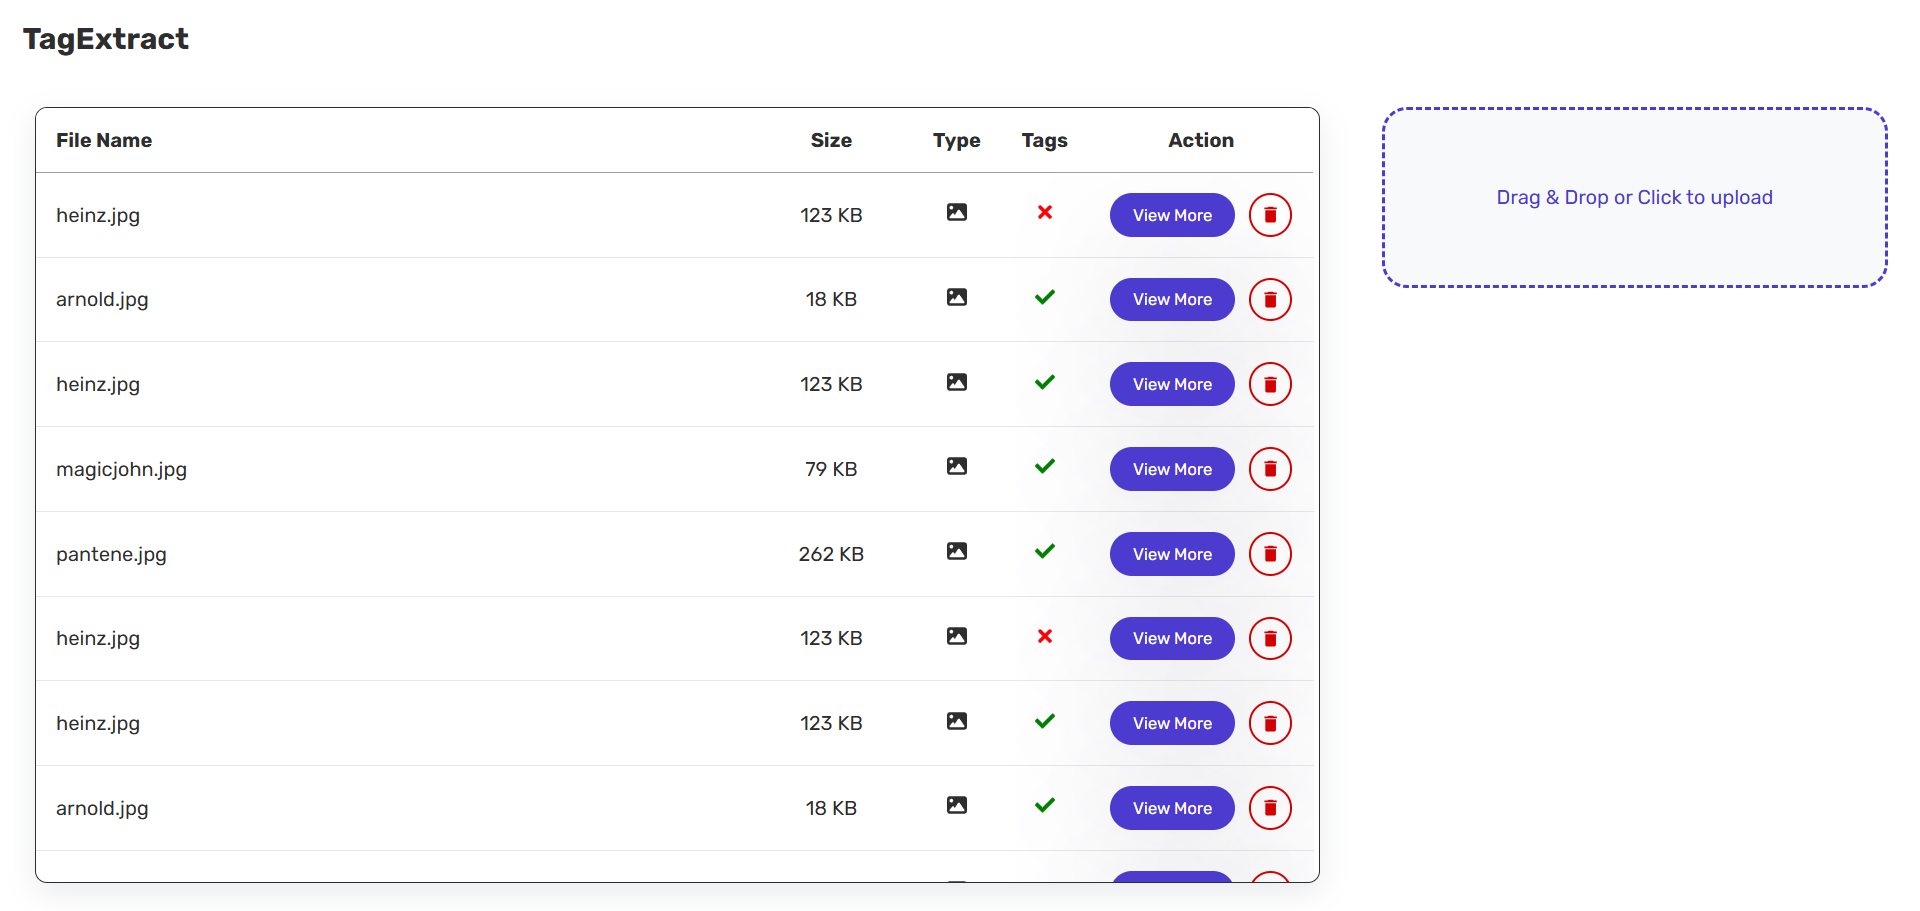 TagExtract
File Name Size Type Tags Action
heinz.jpg 123 KB View More
arnold.jpg 18 KB View More
heinz.jpg 123 KB View More
magicjohn.jpg 79 KB View More
pantene.jpg 262 KB View More
heinz.jpg 123 KB View More
heinz.jpg 123 KB View More
arnold.jpg 18 KB View More
Drag & Drop or Click to upload